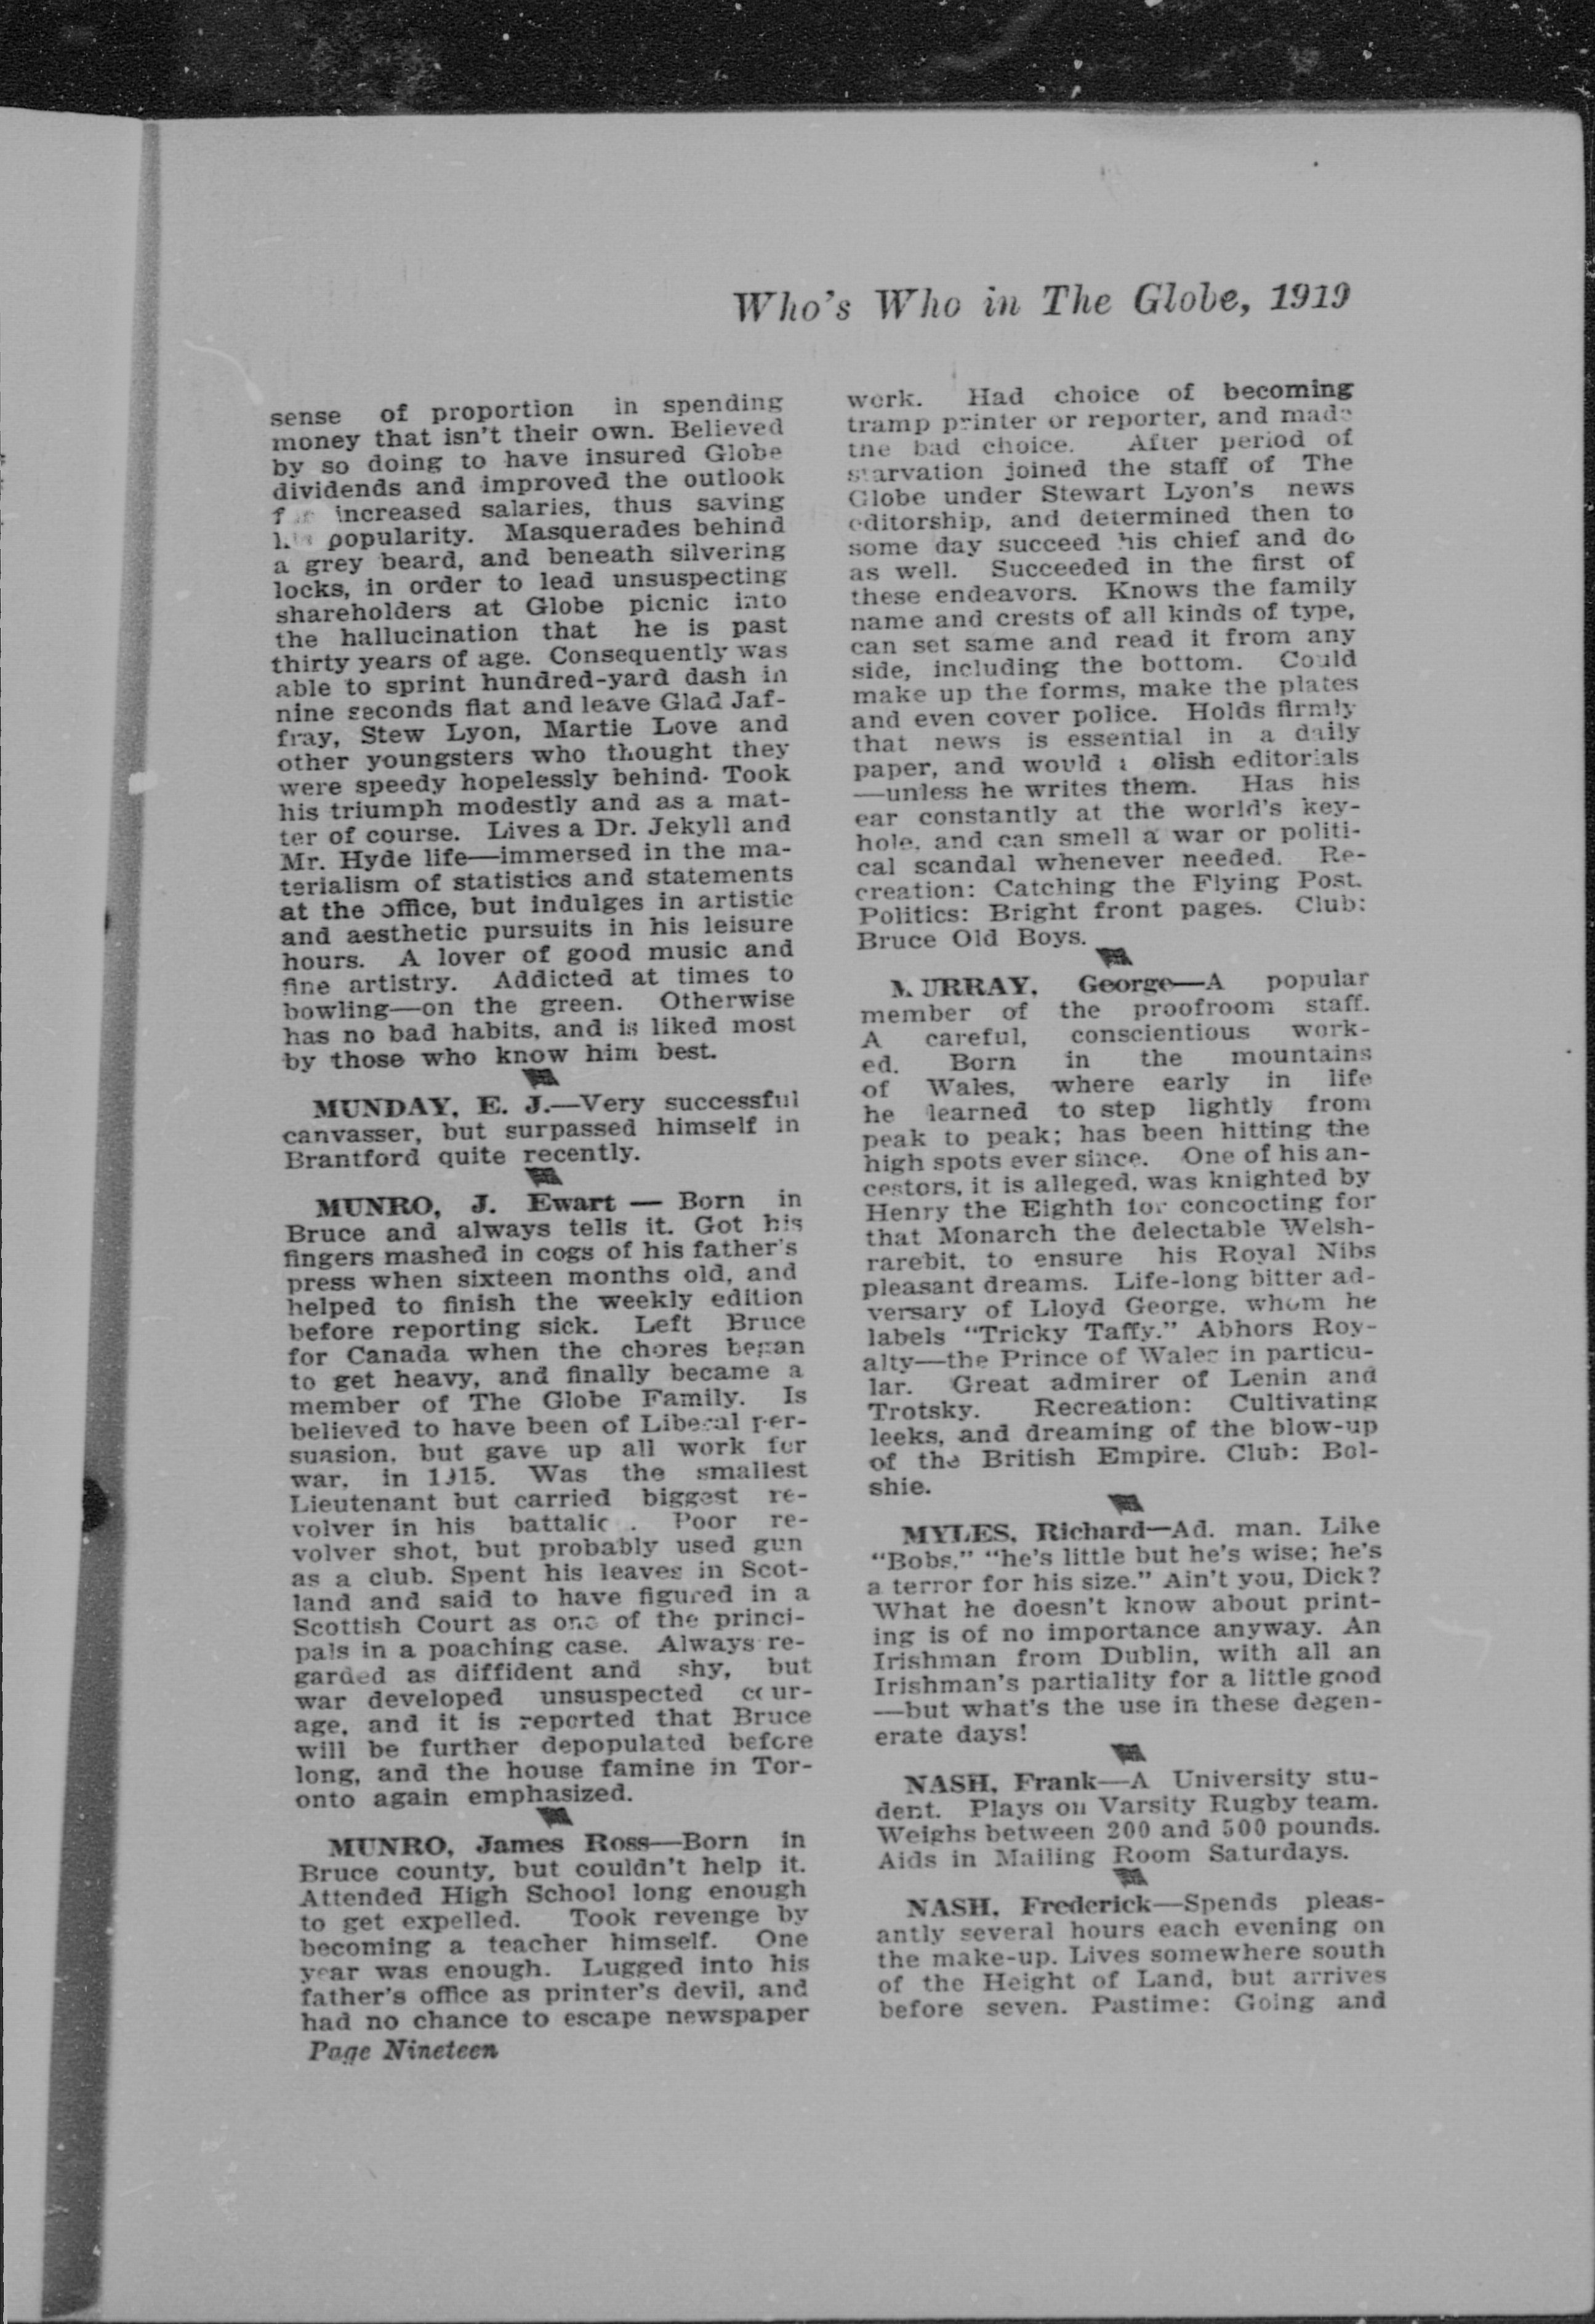 Who's Who in The Globe, 1919
sense of proportion in spending
money that isn't their own. Believed
by so doing to have insured Globe
dividends and improved the outlook
increased salaries, thus saving
popularity. Masquerades behind
a grey beard, and beneath silvering
locks, in order to lead unsuspecting
shareholders at Globe picnic into
the hallucination that he is past
thirty years of age. Consequently was
able to sprint hundred-yard dash in
nine seconds flat and leave Glad Jaf-
fray, Stew Lyon, Martie Love and
other youngsters who thought they
were speedy hopelessly behind. Took
his triumph modestly and as a mat-
ter of course. Lives a Dr. Jekyll and
Mr. Hyde life—immersed in the ma-
terialism of statistics and statements
at the office, but indulges in artistic
and aesthetic pursuits in his leisure
hours. A lover of good music and
fine artistry. Addicted at times to
bowling—on the green. Otherwise
has no bad habits, and is liked most
by those who know him best.
MUNDAY, E. J.—Very successful
canvasser, but surpassed himself in
Brantford quite recently.
MUNRO, J. Ewart — Born in
Bruce and always tells it. Got his
fingers mashed in cogs of his father's
press when sixteen months old, and
helped to finish the weekly edition
before reporting sick. Left Bruce
for Canada when the chores began
to get heavy, and finally became a
member of The Globe Family. Is
believed to have been of Liberal per-
suasion, but gave up all work for
war, in 1915. Was the smallest
Lieutenant but carried biggest re-
volver in his battalic . Poor re-
volver shot, but probably used gun
as a club. Spent his leaves in Scot-
land and said to have figured in a
Scottish Court as one of the princi-
pals in a poaching case. Always re-
garded as diffident and shy, but
war developed unsuspected cour-
age, and it is reported that Bruce
will be further depopulated before
long, and the house famine in Tor-
onto again emphasized.
MUNRO, James Ross—Born in
Bruce county, but couldn't help it.
Attended High School long enough
to get expelled. Took revenge by
becoming a teacher himself. One
year was enough. Lugged into his
father's office as printer's devil, and
had no chance to escape newspaper
Page Nineteen
work. Had choice of becoming
tramp printer or reporter, and made
the bad choice. After period of
starvation joined the staff of The
Globe under Stewart Lyon's news
editorship, and determined then to
some day succeed his chief and do
as well. Succeeded in the first of
these endeavors. Knows the family
name and crests of all kinds of type,
can set same and read it from any
side, including the bottom. Could
make up the forms, make the plates
and even cover police. Holds firmly
that news is essential in a daily
paper, and would a olish editorials
—unless he writes them. Has his
ear constantly at the world's key-
hole, and can smell a war or politi-
cal scandal whenever needed. Re-
creation: Catching the Flying Post.
Politics: Bright front pages. Club:
Bruce Old Boys.
MURRAY, George—A popular
member of the proofroom staff.
A careful, conscientious work-
ed. Born in the mountains
of Wales, where early in life
he learned to step lightly from
peak to peak; has been hitting the
high spots ever since. One of his an-
cestors, it is alleged, was knighted by
Henry the Eighth for concocting for
that Monarch the delectable Welsh-
rarebit, to ensure his Royal Nibs
pleasant dreams. Life-long bitter ad-
versary of Lloyd George, whom he
labels "Tricky Taffy." Abhors Roy-
alty—the Prince of Wales in particu-
lar. Great admirer of Lenin and
Trotsky. Recreation: Cultivating
leeks, and dreaming of the blow-up
of the British Empire. Club: Bol-
shie.
MYLES, Richard—Ad. man. Like
"Bobs," "he's little but he's wise; he's
a terror for his size." Ain't you, Dick?
What he doesn't know about print-
ing is of no importance anyway. An
Irishman from Dublin, with all an
Irishman's partiality for a little good
—but what's the use in these degen-
erate days!
NASH, Frank—A University stu-
dent. Plays on Varsity Rugby team.
Weighs between 200 and 500 pounds.
Aids in Mailing Room Saturdays.
NASH, Frederick—Spends pleas-
antly several hours each evening on
the make-up. Lives somewhere south
of the Height of Land, but arrives
before seven. Pastime: Going and